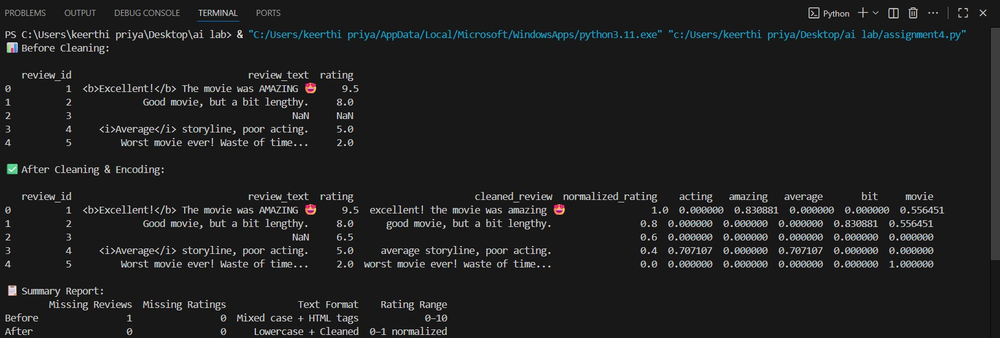 PROBLEMS OUTPUT DEBUG CONSOLE TERMINAL PORTS Python
PS C:\Users\keerthi priya\Desktop\ai lab> & "C:/Users/keerthi priya/AppData/Local/Microsoft/WindowsApps/python3.11.exe" "c:/Users/keerthi priya/Desktop/ai lab/assignment4.py"
📊 Before Cleaning:
review_id review_text rating
0 1 <b>Excellent!</b> The movie was AMAZING 🤩 9.5
1 2 Good movie, but a bit lengthy. 8.0
2 3 NaN NaN
3 4 <i>Average</i> storyline, poor acting. 5.0
4 5 Worst movie ever! Waste of time... 2.0
✅ After Cleaning & Encoding:
review_id review_text rating cleaned_review normalized_rating acting amazing average bit movie
0 1 <b>Excellent!</b> The movie was AMAZING 🤩 9.5 excellent! the movie was amazing 🤩 1.0 0.000000 0.830881 0.000000 0.000000 0.556451
1 2 Good movie, but a bit lengthy. 8.0 good movie, but a bit lengthy. 0.8 0.000000 0.000000 0.000000 0.830881 0.556451
2 3 NaN 6.5 0.6 0.000000 0.000000 0.000000 0.000000 0.000000
3 4 <i>Average</i> storyline, poor acting. 5.0 average storyline, poor acting. 0.4 0.707107 0.000000 0.707107 0.000000 0.000000
4 5 Worst movie ever! Waste of time... 2.0 worst movie ever! waste of time... 0.0 0.000000 0.000000 0.000000 0.000000 1.000000
📋 Summary Report:
Missing Reviews Missing Ratings Text Format Rating Range
Before 1 0 Mixed case + HTML tags 0–10
After 0 0 Lowercase + Cleaned 0–1 normalized